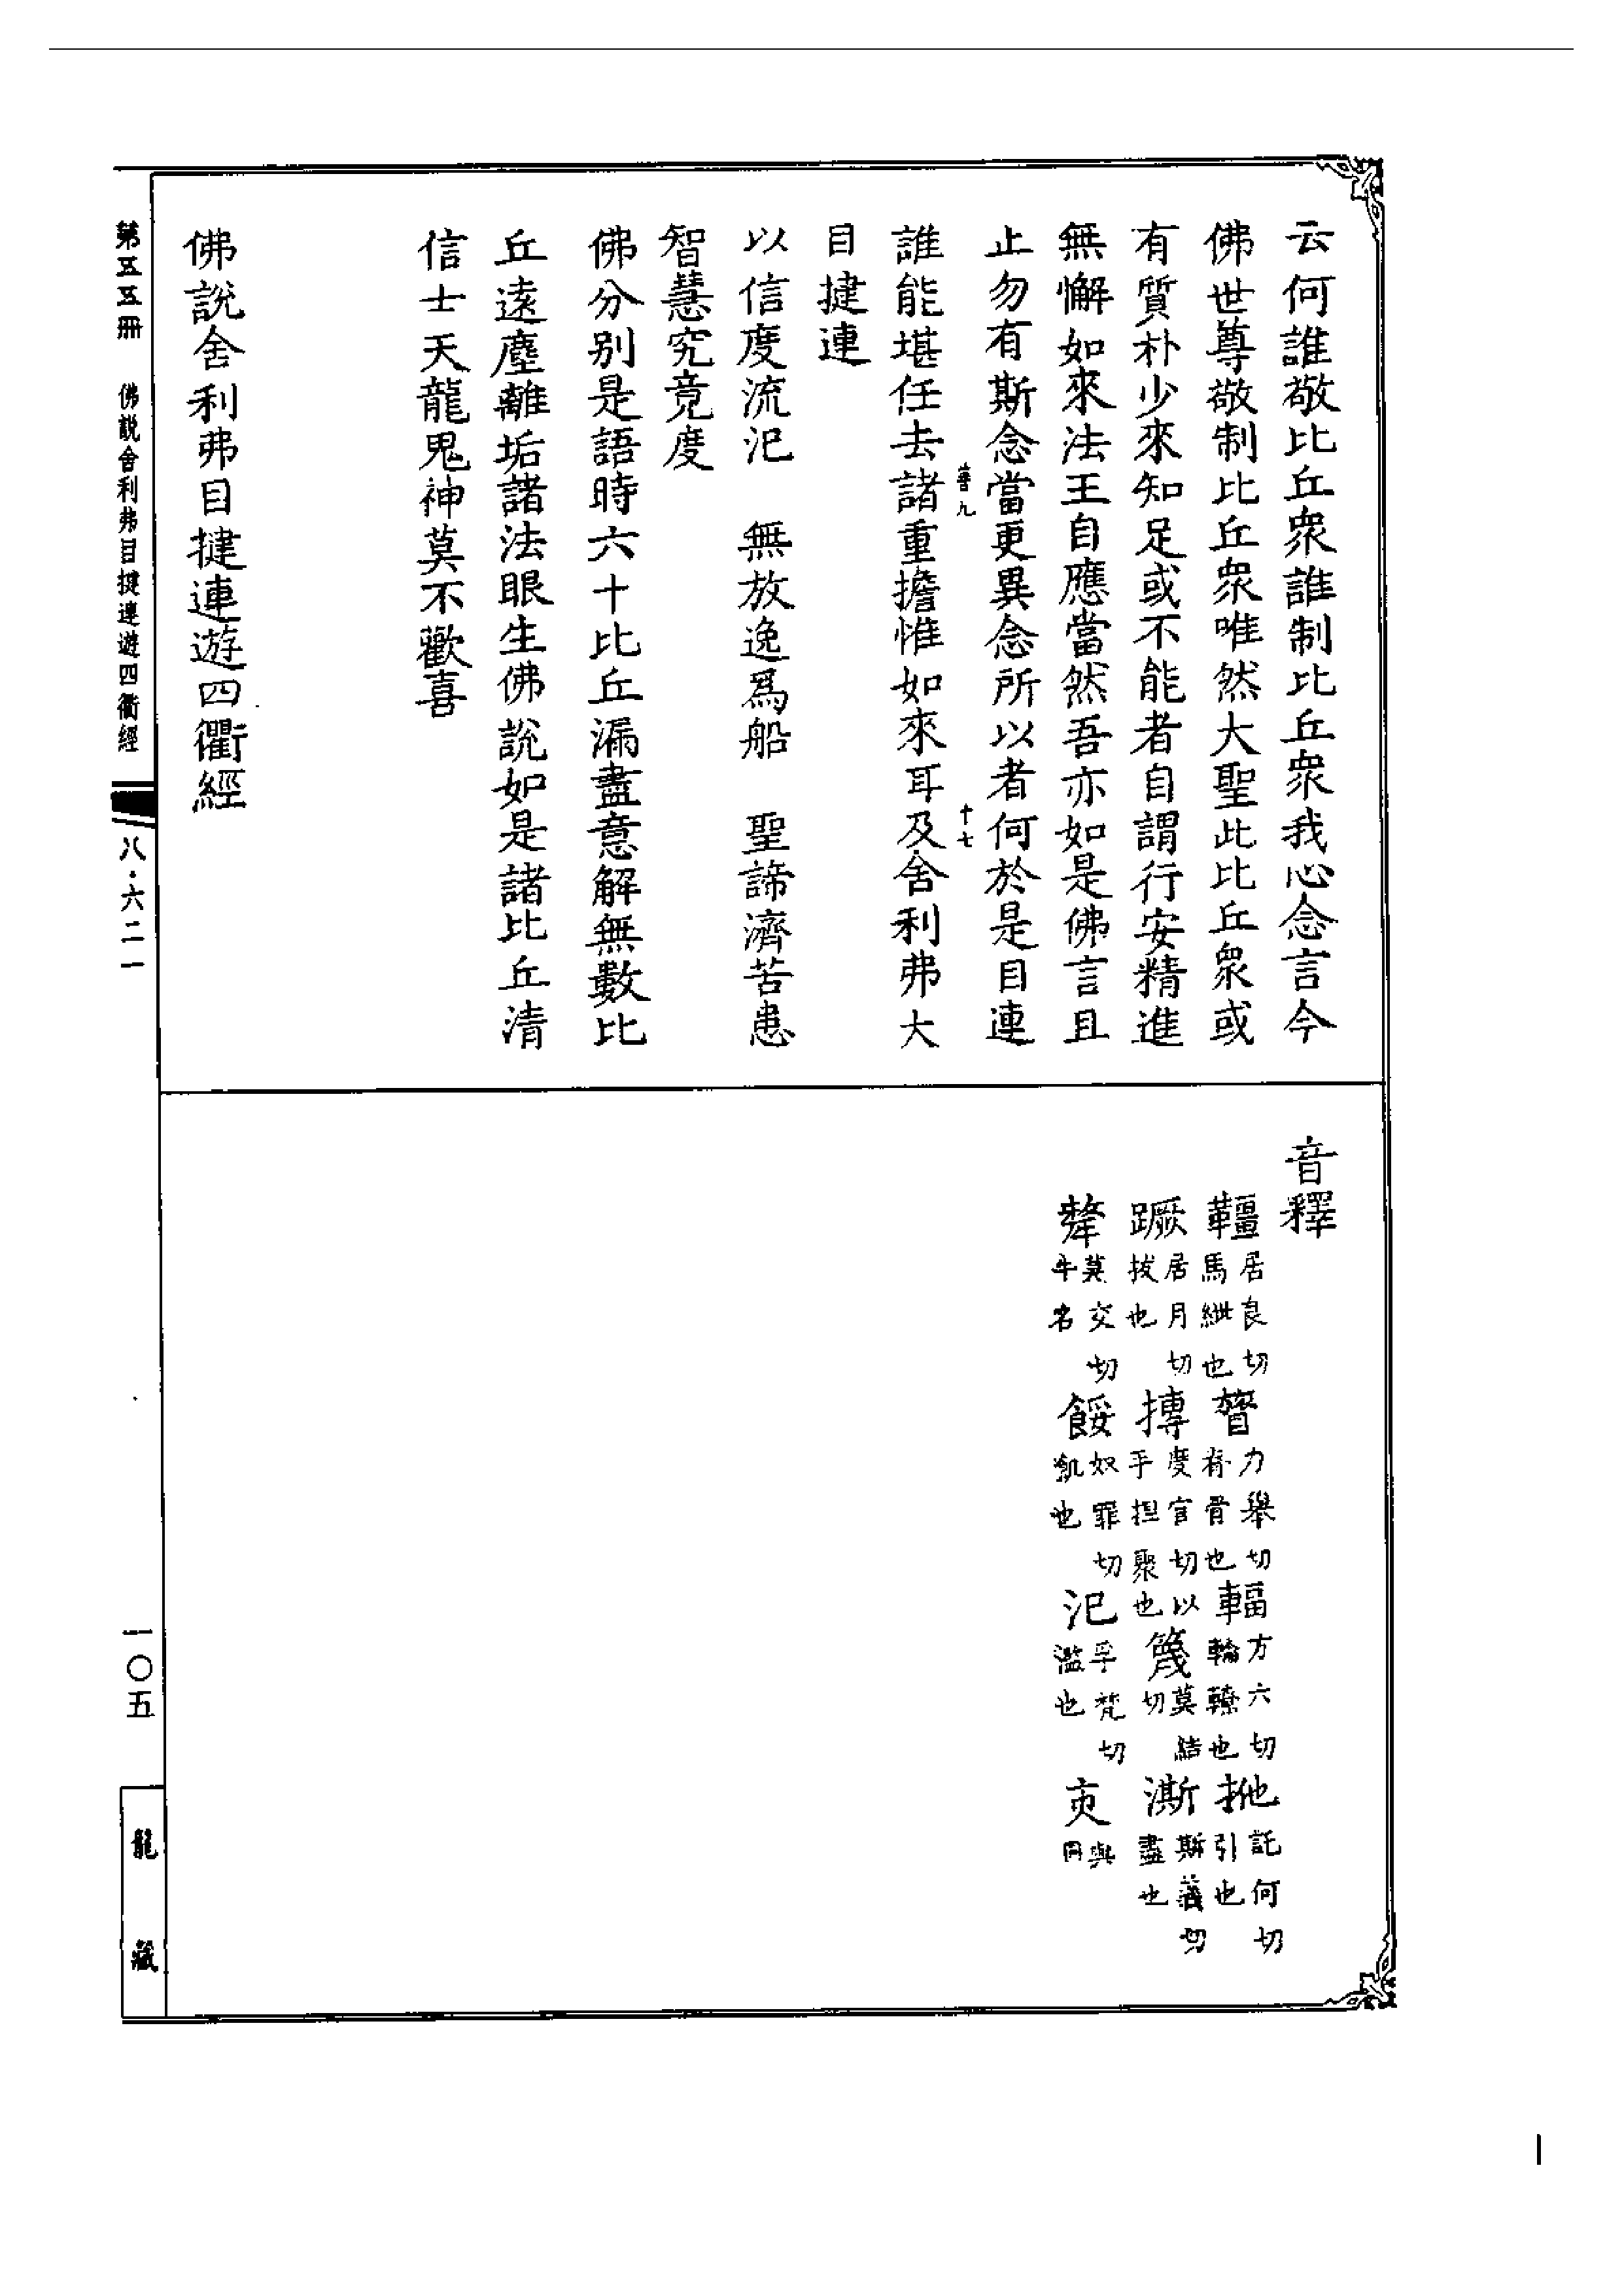 云何誰敬比丘衆誰制比丘衆我心念言今
佛世尊敬制比丘衆唯然大聖此比丘衆或
有質朴少來知足或不能者自謂行安精進
無懈如來法王自應當然吾亦如是佛言且
止勿有斯念當更異念所以者何於是目連
善九 十七
誰能堪任去諸重擔惟如來耳及舍利弗大
目揵連
以信度流汜 無放逸爲船 聖諦濟苦患
智慧究竟度
佛分别是語時六十比丘漏盡意解無數比
丘遠塵離垢諸法眼生佛說如是諸比丘清
信士天龍鬼神莫不歡喜
佛說舍利弗目揵連遊四衢經
音釋
韁居良切馬紲也膂力舉切脊骨也輻方六切輪轑也拖託何切引也
蹶居月切拔也摶度官切以手捏聚也篾莫結切澌斯義切盡也
犛莫交切牛名餒奴罪切飢也汜孚梵切濫也𡗝與同
第五五册 佛説舍利弗目揵連遊四衢經
八·六二一
一〇五
龍藏